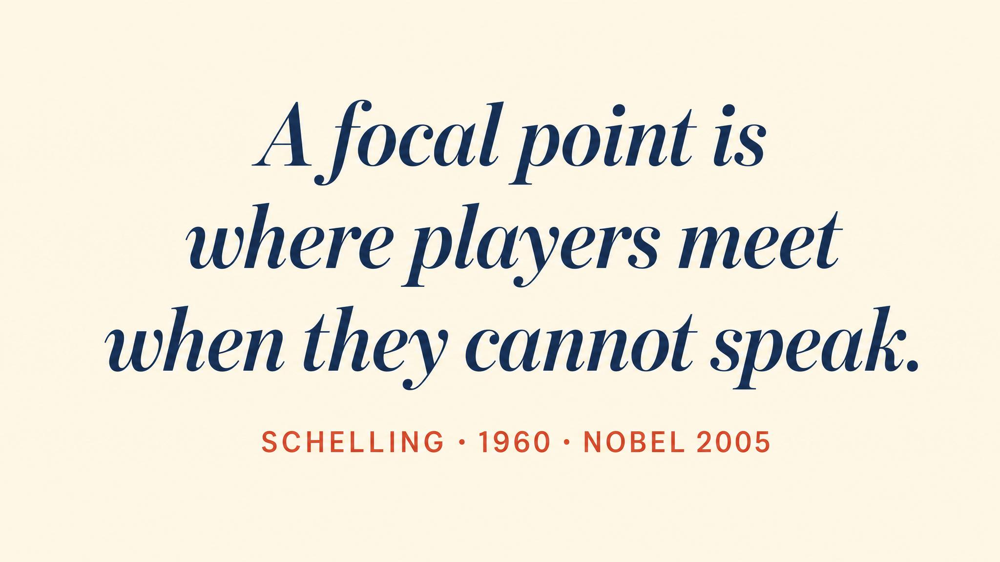 A focal point is
where players meet
when they cannot speak.
SCHELLING · 1960 · NOBEL 2005